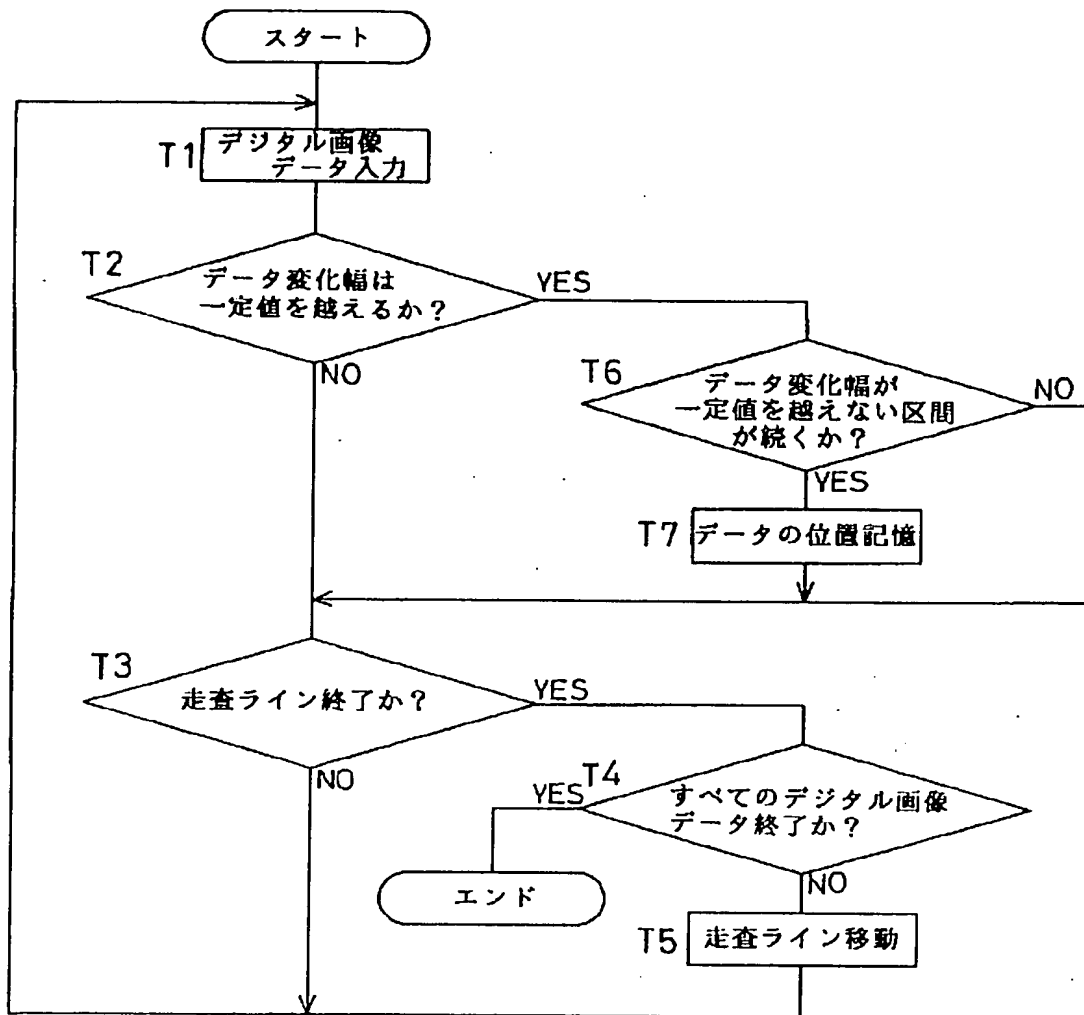 スタート
T1
デジタル画像
データ入力
T2
データ変化幅は
一定値を越えるか?
YES
NO
T6
データ変化幅が
一定値を越えない区間
が続くか?
NO
YES
T7
データの位置記憶
T3
走査ライン終了か?
YES
NO
T4
YES
すべてのデジタル画像
データ終了か?
NO
エンド
T5
走査ライン移動